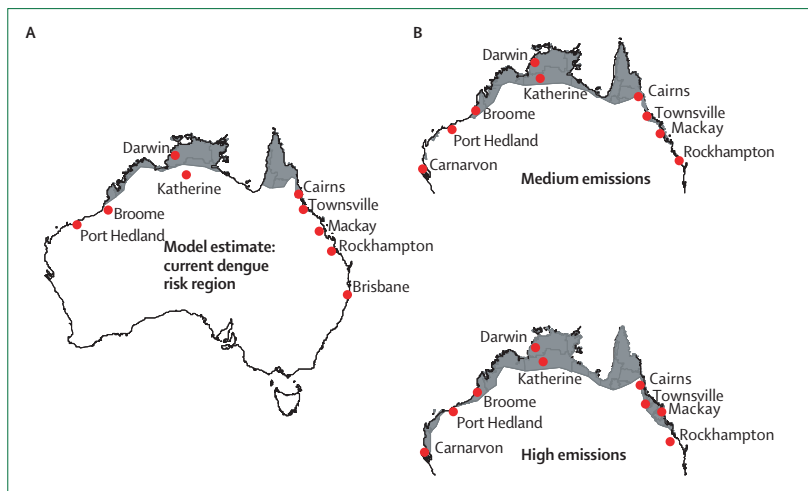 A
Darwin
Katherine
Cairns
Townsville
Broome
Mackay
Port Hedland
Rockhampton
Model estimate:
current dengue
risk region
Brisbane
B
Darwin
Katherine
Cairns
Broome
Townsville
Mackay
Port Hedland
Rockhampton
Carnarvon
Medium emissions
Darwin
Katherine
Cairns
Broome
Townsville
Mackay
Port Hedland
Rockhampton
Carnarvon
High emissions